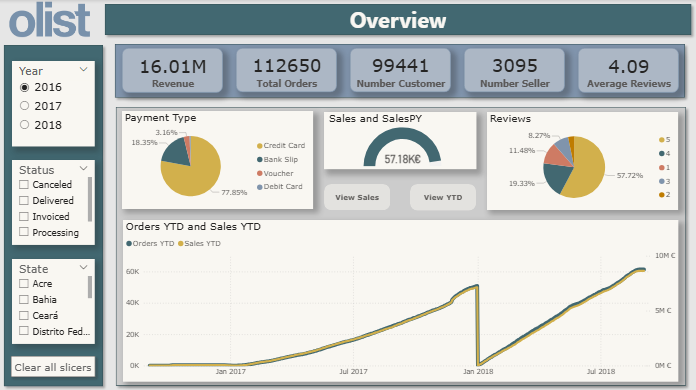 olist
Overview
Year
2016
2017
2018
Status
Canceled
Delivered
Invoiced
Processing
State
Acre
Bahia
Ceará
Distrito Fed...
Clear all slicers
16.01M
Revenue
112650
Total Orders
99441
Number Customer
3095
Number Seller
4.09
Average Reviews
Payment Type
3.16%
18.35%
77.85%
Credit Card
Bank Slip
Voucher
Debit Card
Sales and SalesPY
57.18K€
View Sales
View YTD
Reviews
8.27%
11.48%
19.33%
57.72%
5
4
1
3
2
Orders YTD and Sales YTD
Orders YTD
Sales YTD
60K
40K
20K
0K
10M €
5M €
0M €
Jan 2017
Jul 2017
Jan 2018
Jul 2018